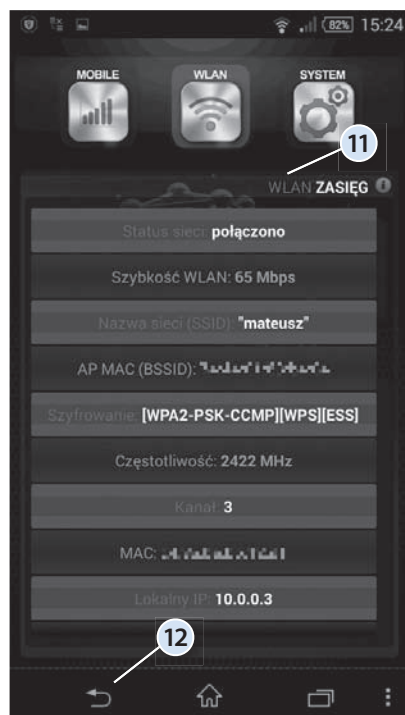 82% 15:24
MOBILE WLAN SYSTEM
11
WLAN ZASIĘG
Status sieci: połączono
Szybkość WLAN: 65 Mbps
Nazwa sieci (SSID): "mateusz"
AP MAC (BSSID):
Szyfrowanie: [WPA2-PSK-CCMP][WPS][ESS]
Częstotliwość: 2422 MHz
Kanał: 3
MAC:
Lokalny IP: 10.0.0.3
12